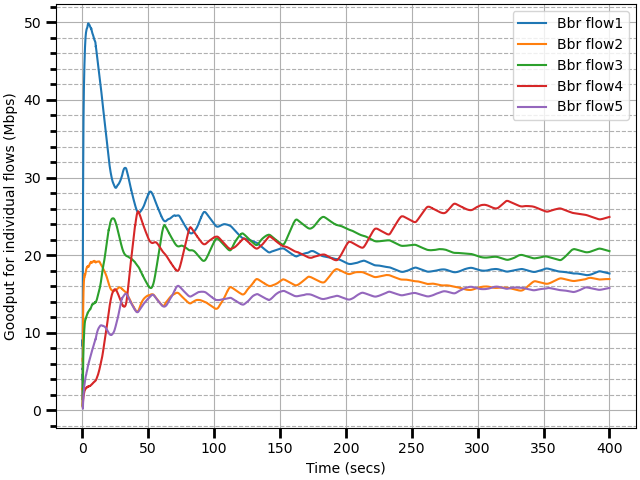 Goodput for individual flows (Mbps)
50
40
30
20
10
0
Bbr flow1
Bbr flow2
Bbr flow3
Bbr flow4
Bbr flow5
0 50 100 150 200 250 300 350 400
Time (secs)